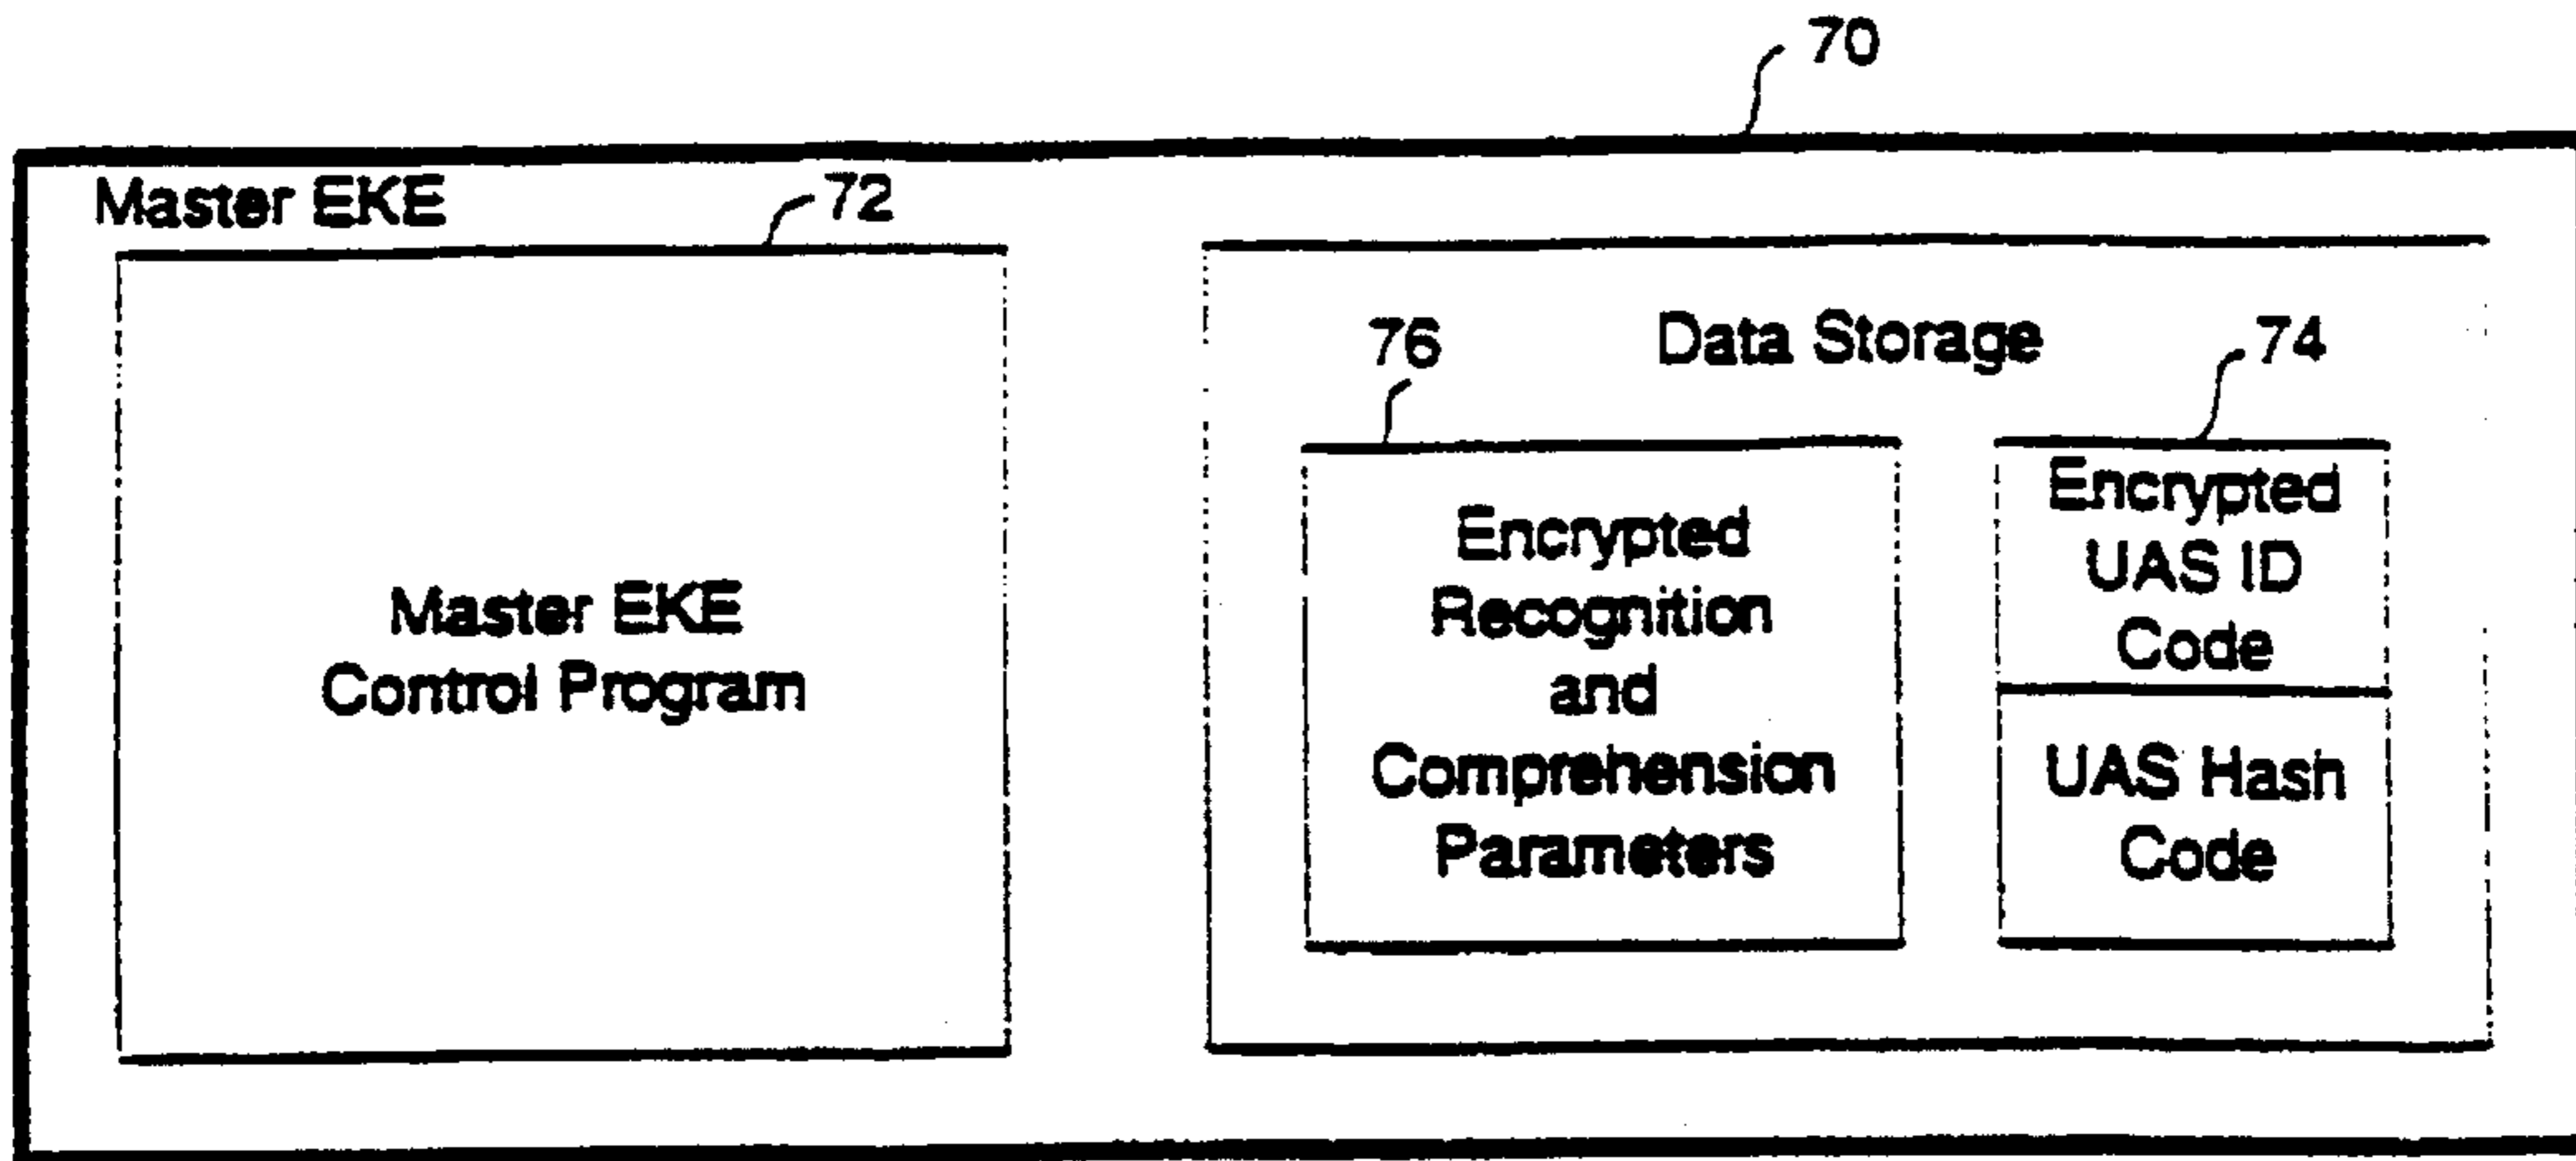 70
Master EKE
72
Master EKE
Control Program
Data Storage
76
74
Encrypted
Recognition
and
Comprehension
Parameters
Encrypted
UAS ID
Code
UAS Hash
Code